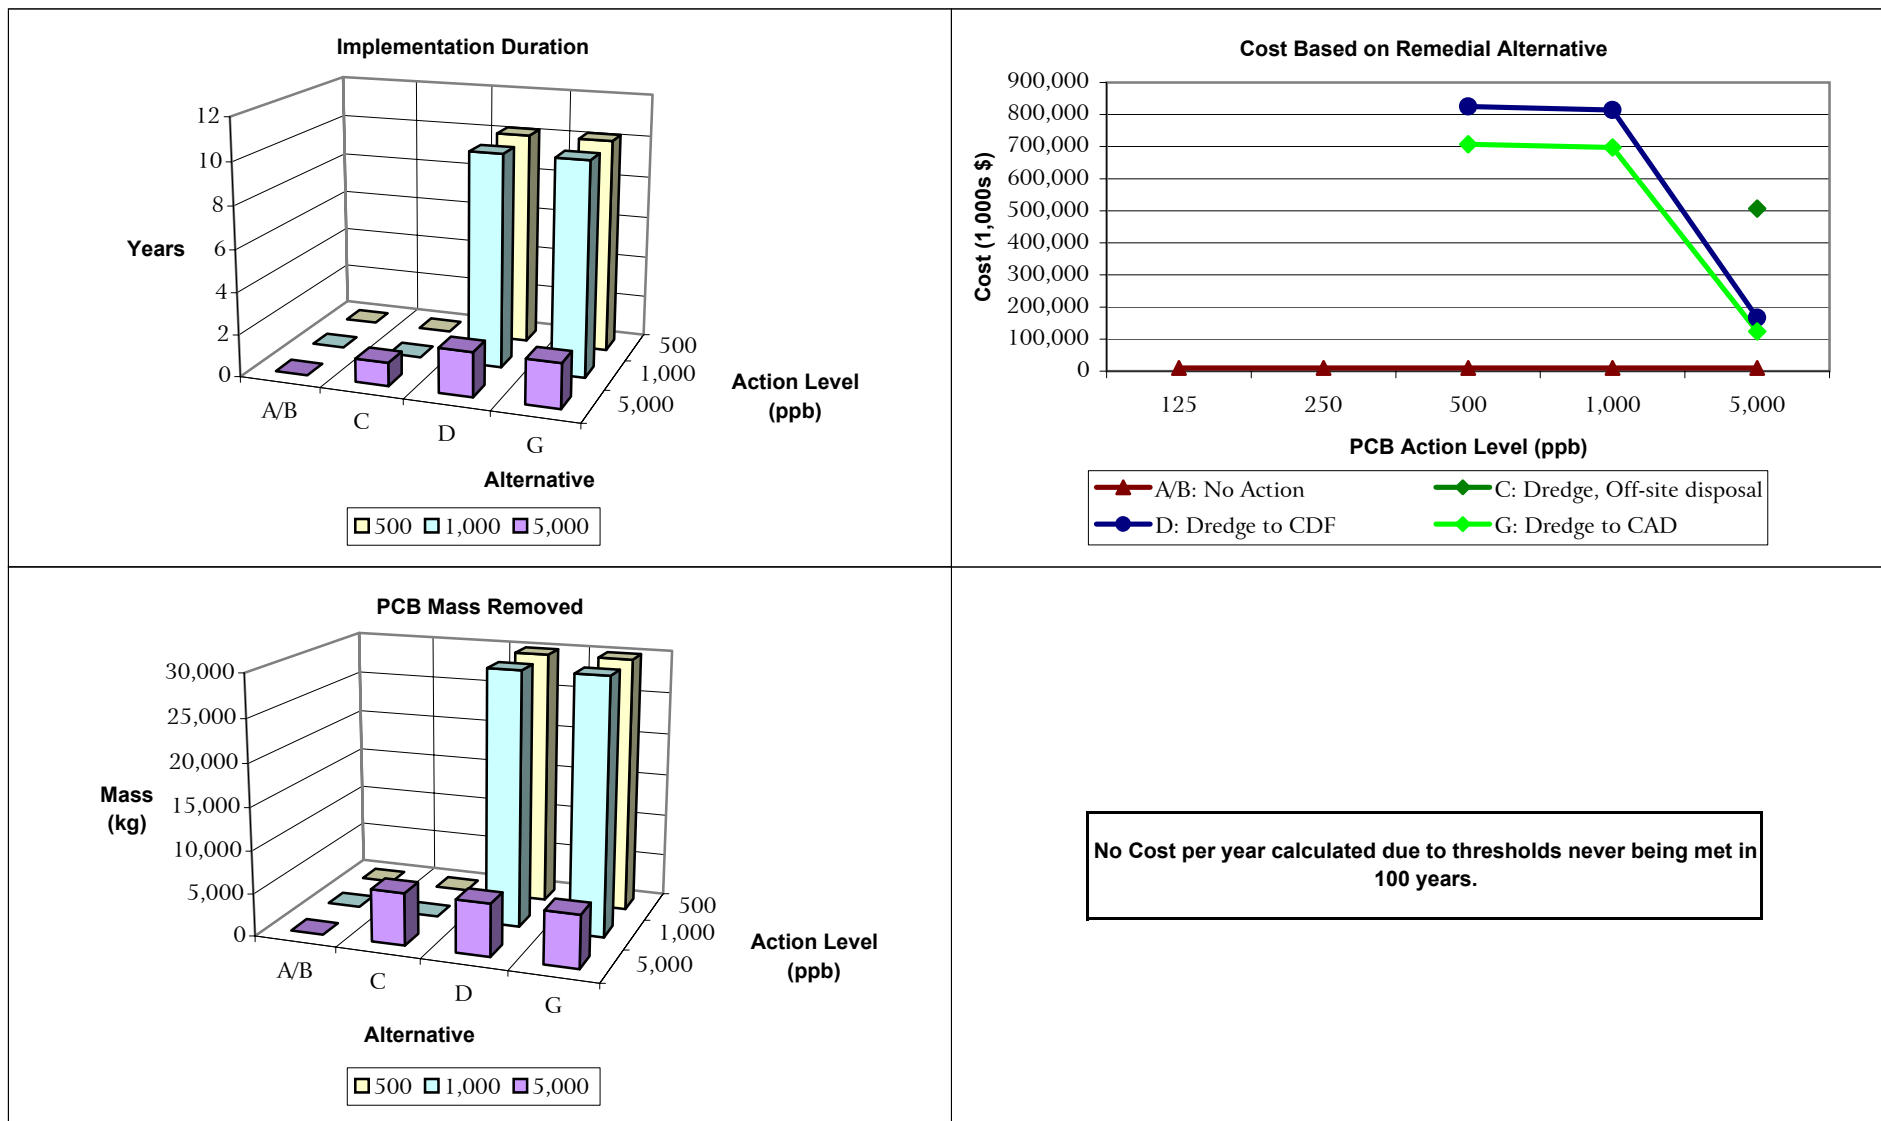 Implementation Duration
12
10
8
6
4
2
0
Years
A/B
C
D
G
500
1,000
5,000
Action Level
(ppb)
Alternative
500 1,000 5,000
Cost Based on Remedial Alternative
900,000
800,000
700,000
600,000
500,000
400,000
300,000
200,000
100,000
0
Cost (1,000s $)
125 250 500 1,000 5,000
PCB Action Level (ppb)
A/B: No Action C: Dredge, Off-site disposal
D: Dredge to CDF G: Dredge to CAD
PCB Mass Removed
30,000
25,000
20,000
15,000
10,000
5,000
0
Mass
(kg)
A/B
C
D
G
500
1,000
5,000
Action Level
(ppb)
Alternative
500 1,000 5,000
No Cost per year calculated due to thresholds never being met in
100 years.